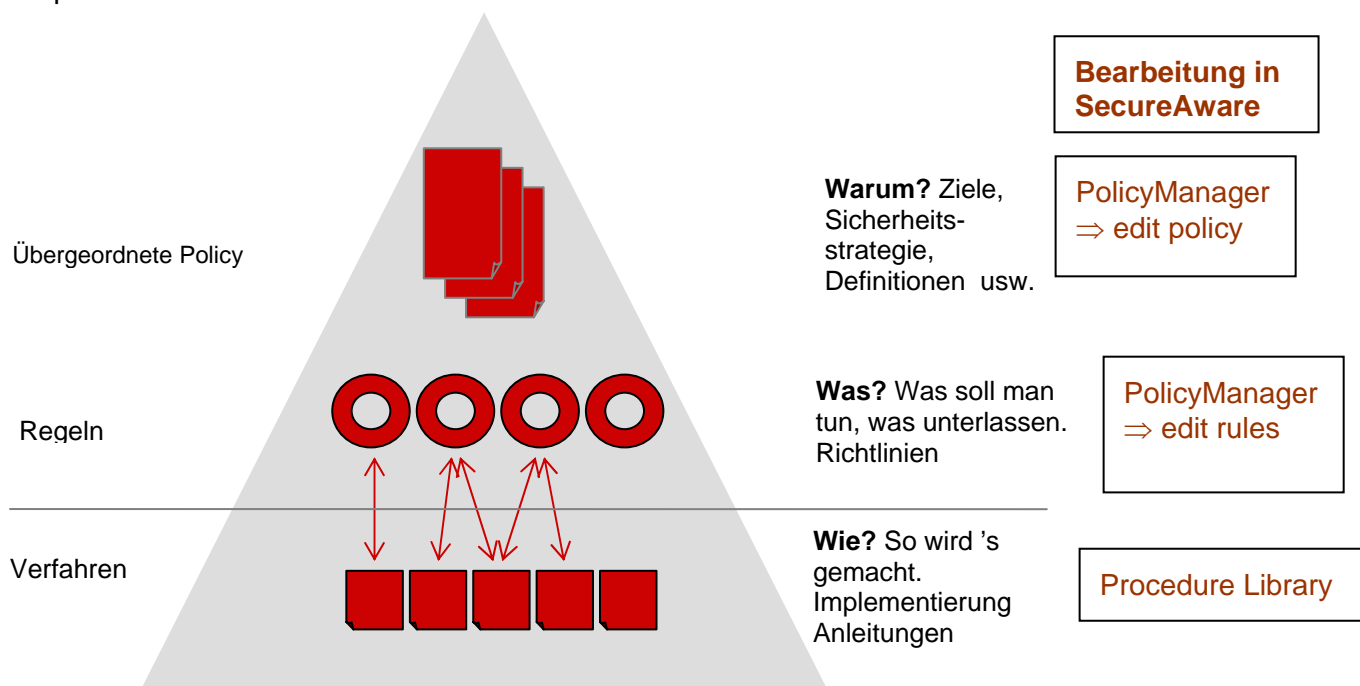 Bearbeitung in
SecureAware
Übergeordnete Policy
Warum? Ziele,
Sicherheits-
strategie,
Definitionen usw.
PolicyManager
⇒ edit policy
Regeln
Was? Was soll man
tun, was unterlassen.
Richtlinien
PolicyManager
⇒ edit rules
Verfahren
Wie? So wird ’s
gemacht.
Implementierung
Anleitungen
Procedure Library